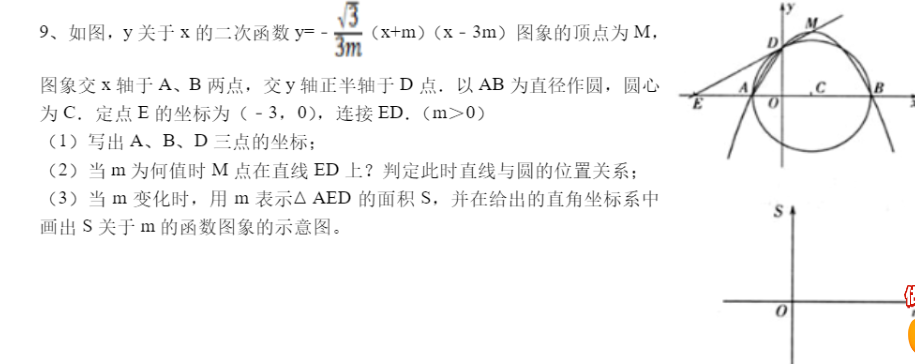 9、如图，y 关于 x 的二次函数 y=﹣√3/3m（x+m）（x﹣3m）图象的顶点为 M，
图象交 x 轴于 A、B 两点，交 y 轴正半轴于 D 点．以 AB 为直径作圆，圆心
为 C．定点 E 的坐标为（﹣3，0），连接 ED．（m＞0）
（1）写出 A、B、D 三点的坐标；
（2）当 m 为何值时 M 点在直线 ED 上？判定此时直线与圆的位置关系；
（3）当 m 变化时，用 m 表示△ AED 的面积 S，并在给出的直角坐标系中
画出 S 关于 m 的函数图象的示意图。
y
M
D
E
A
O
C
B
S
O